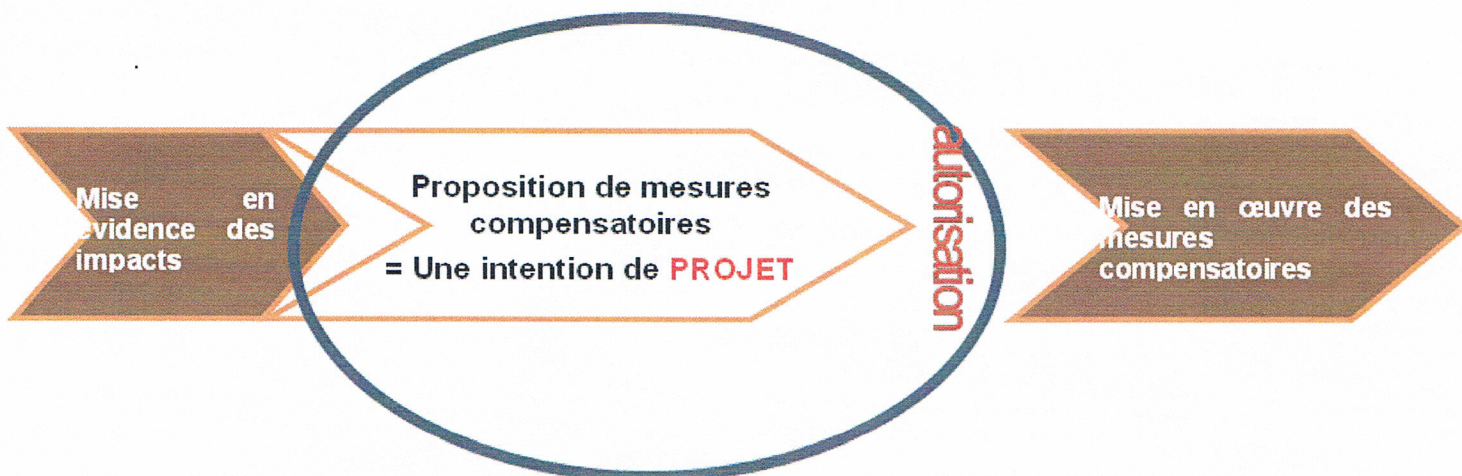 Mise en
évidence des
impacts
Proposition de mesures
compensatoires
= Une intention de PROJET
autorisation
Mise en œuvre des
mesures
compensatoires